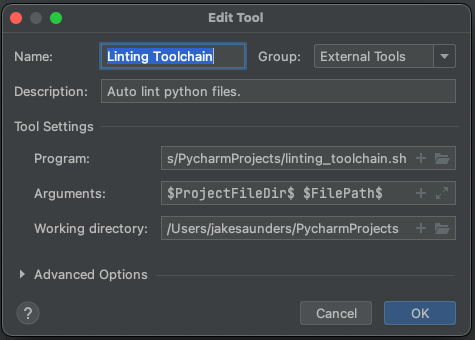 Edit Tool
Name: Linting Toolchain Group: External Tools
Description: Auto lint python files.
Tool Settings
Program: s/PycharmProjects/linting_toolchain.sh
Arguments: $ProjectFileDir$ $FilePath$
Working directory: /Users/jakesaunders/PycharmProjects
Advanced Options
? Cancel OK